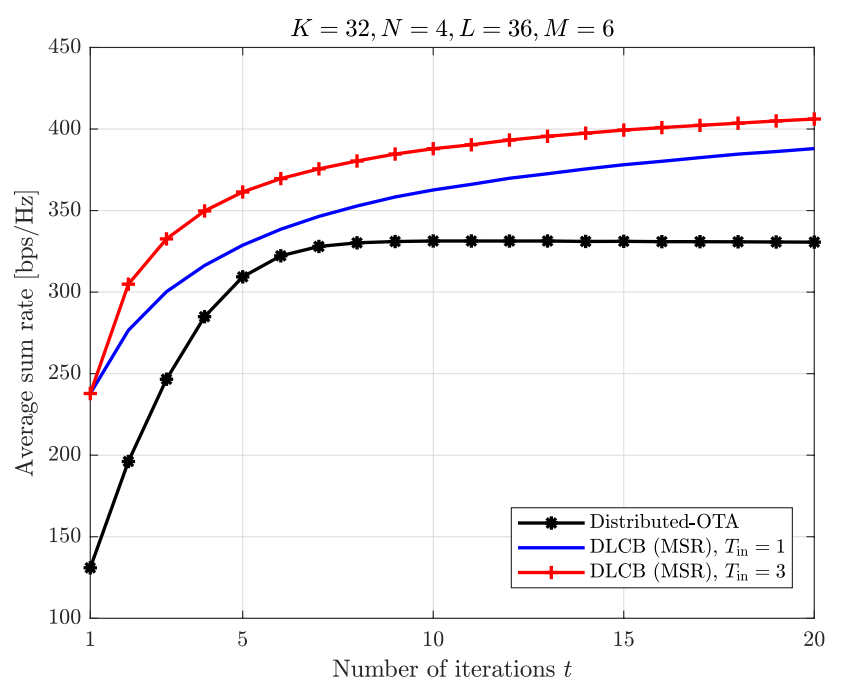 K = 32, N = 4, L = 36, M = 6
450
400
350
300
250
200
150
100
Average sum rate [bps/Hz]
1
5
10
15
20
Number of iterations t
Distributed-OTA
DLCB (MSR), T_in = 1
DLCB (MSR), T_in = 3